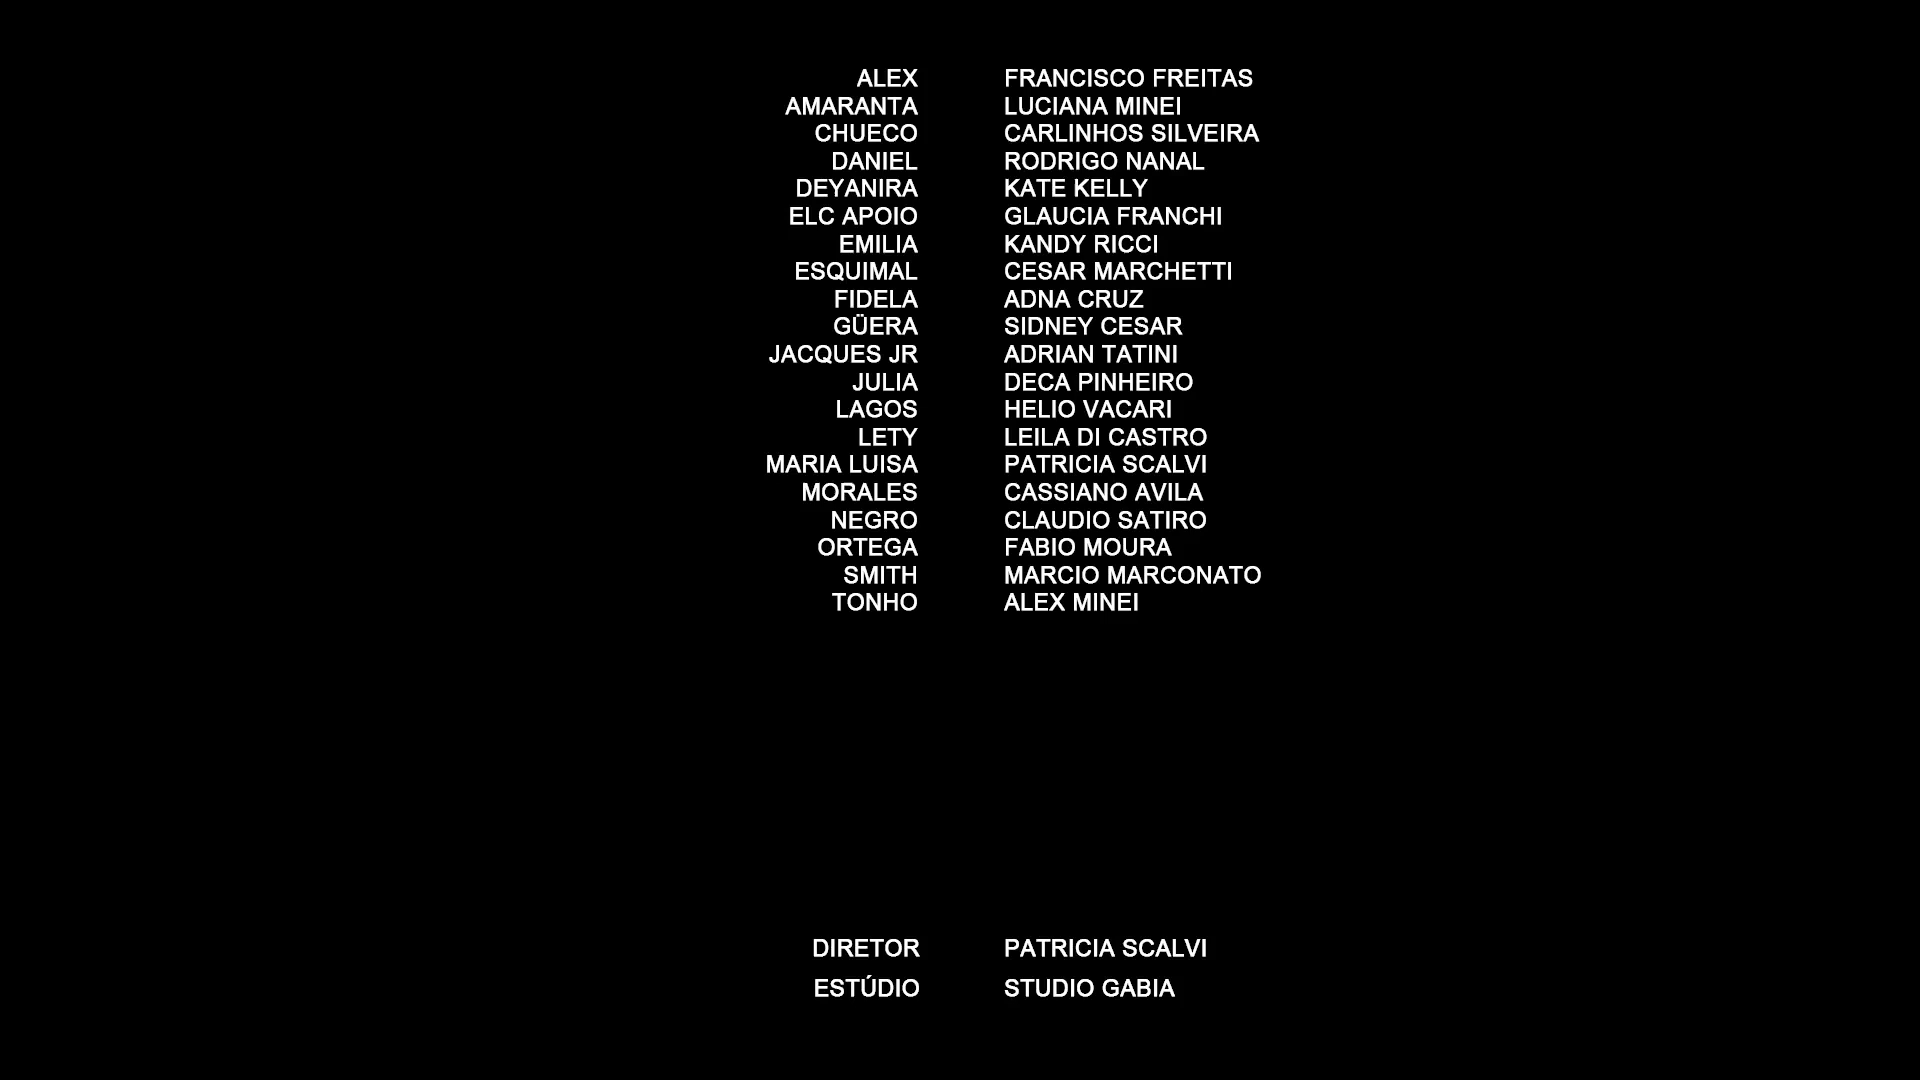 ALEX FRANCISCO FREITAS
AMARANTA LUCIANA MINEI
CHUECO CARLINHOS SILVEIRA
DANIEL RODRIGO NANAL
DEYANIRA KATE KELLY
ELC APOIO GLAUCIA FRANCHI
EMILIA KANDY RICCI
ESQUIMAL CESAR MARCHETTI
FIDELA ADNA CRUZ
GÜERA SIDNEY CESAR
JACQUES JR ADRIAN TATINI
JULIA DECA PINHEIRO
LAGOS HELIO VACARI
LETY LEILA DI CASTRO
MARIA LUISA PATRICIA SCALVI
MORALES CASSIANO AVILA
NEGRO CLAUDIO SATIRO
ORTEGA FABIO MOURA
SMITH MARCIO MARCONATO
TONHO ALEX MINEI
DIRETOR PATRICIA SCALVI
ESTÚDIO STUDIO GABIA